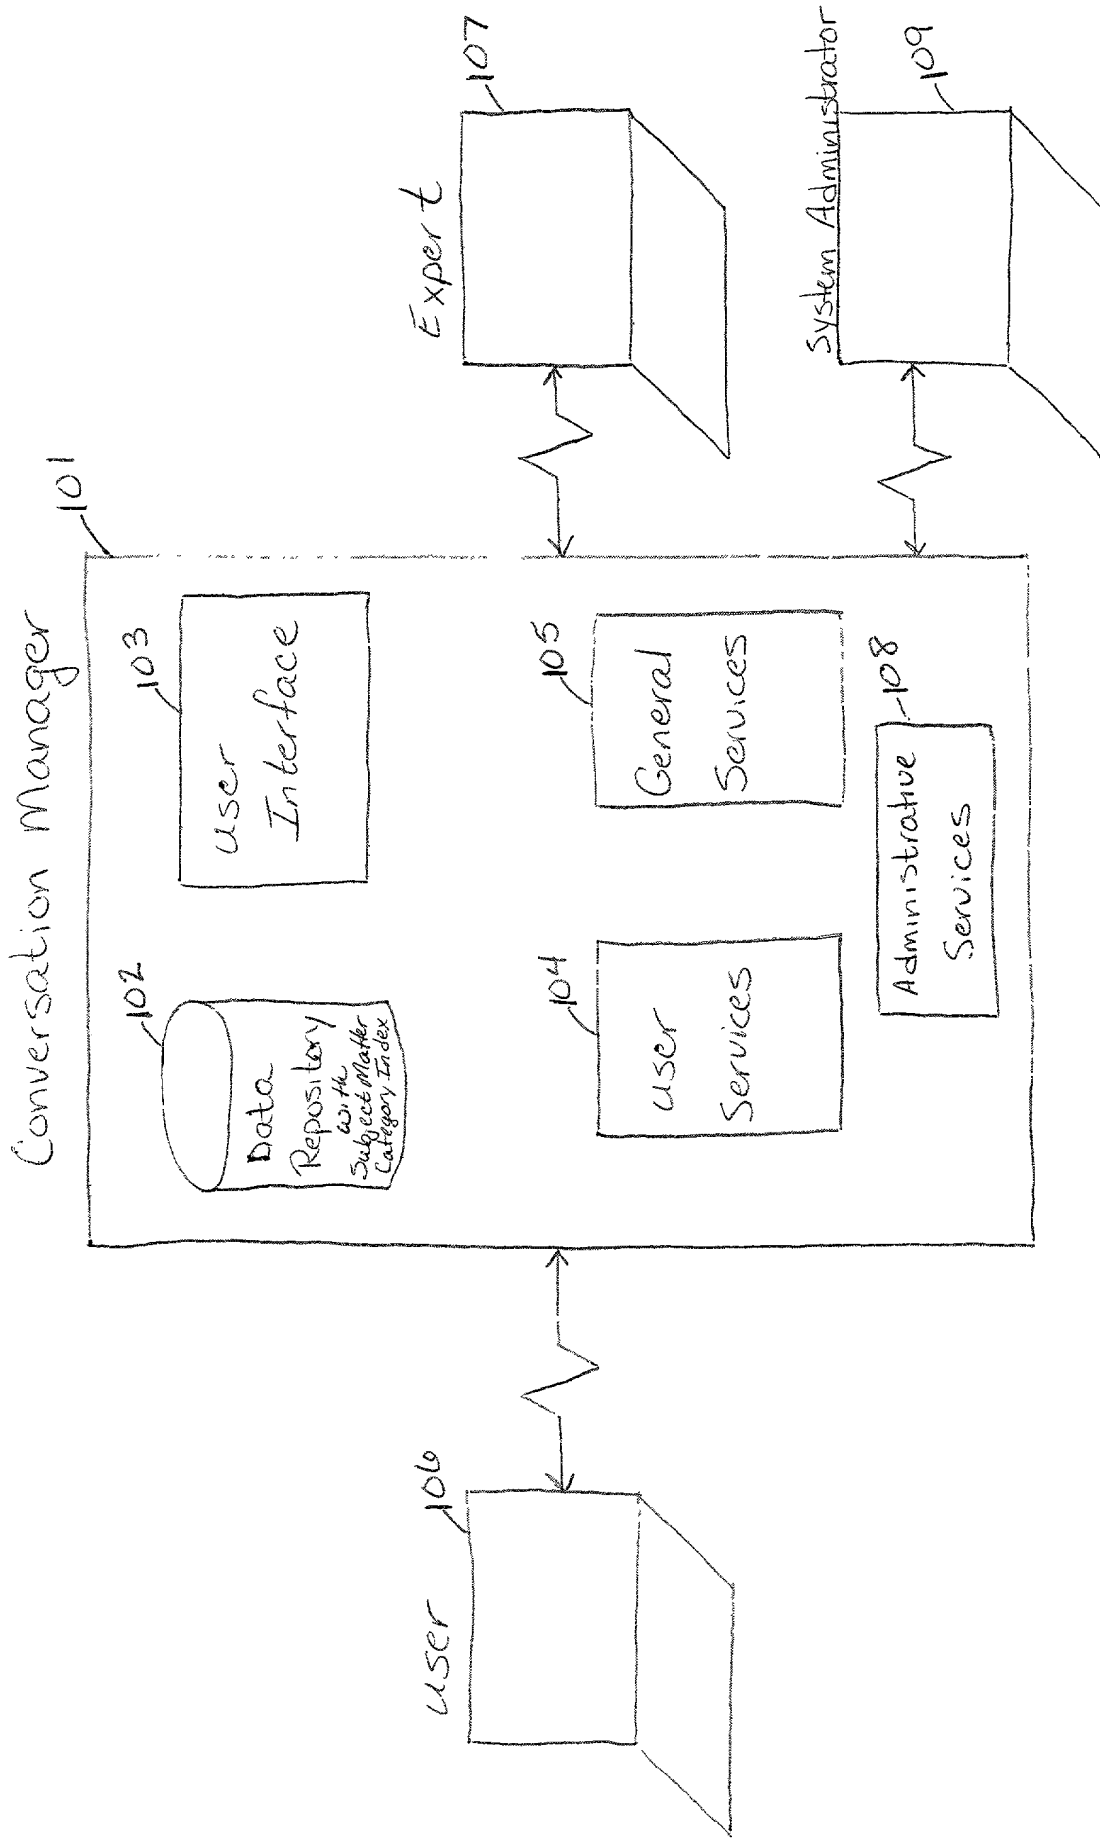 Conversation Manager
101
102
Data
Repository
with
Subject Matter
Category Index
103
User
Interface
User
106
104
User
Services
105
General
Services
Expert
107
108
Administrative
Services
System Administrator
109